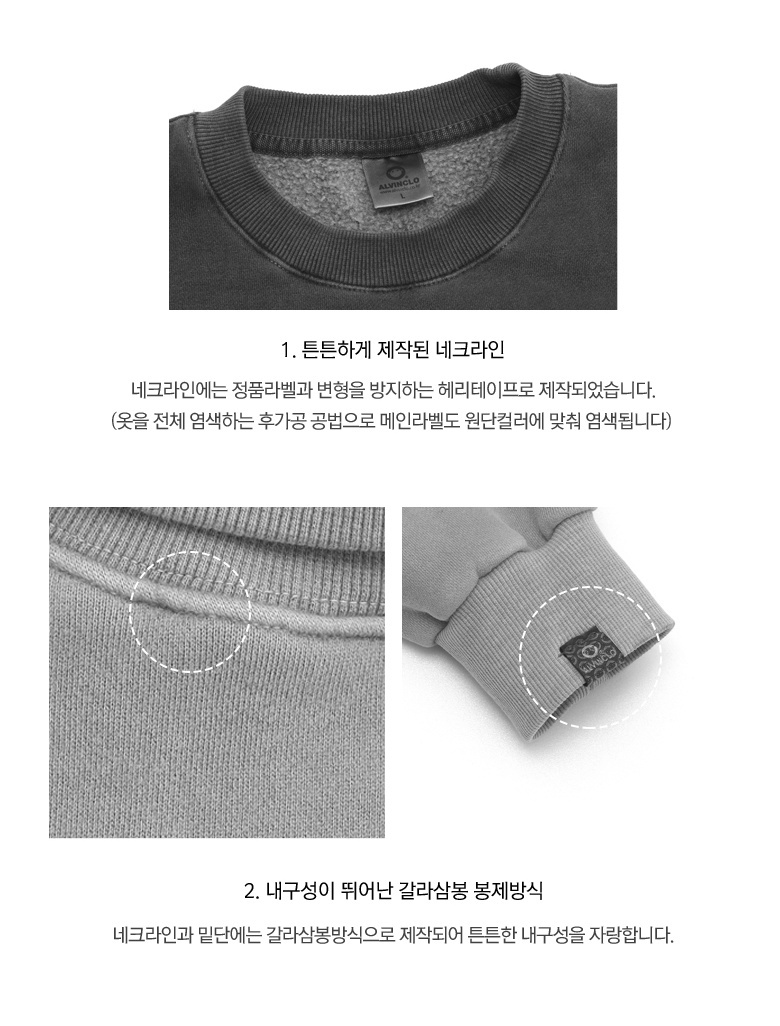 ALVINCLO
L
1. 튼튼하게 제작된 네크라인
네크라인에는 정품라벨과 변형을 방지하는 헤리테이프로 제작되었습니다.
(옷을 전체 염색하는 후가공 공법으로 메인라벨도 원단컬러에 맞춰 염색됩니다)
2. 내구성이 뛰어난 갈라삼봉 봉제방식
네크라인과 밑단에는 갈라삼봉방식으로 제작되어 튼튼한 내구성을 자랑합니다.